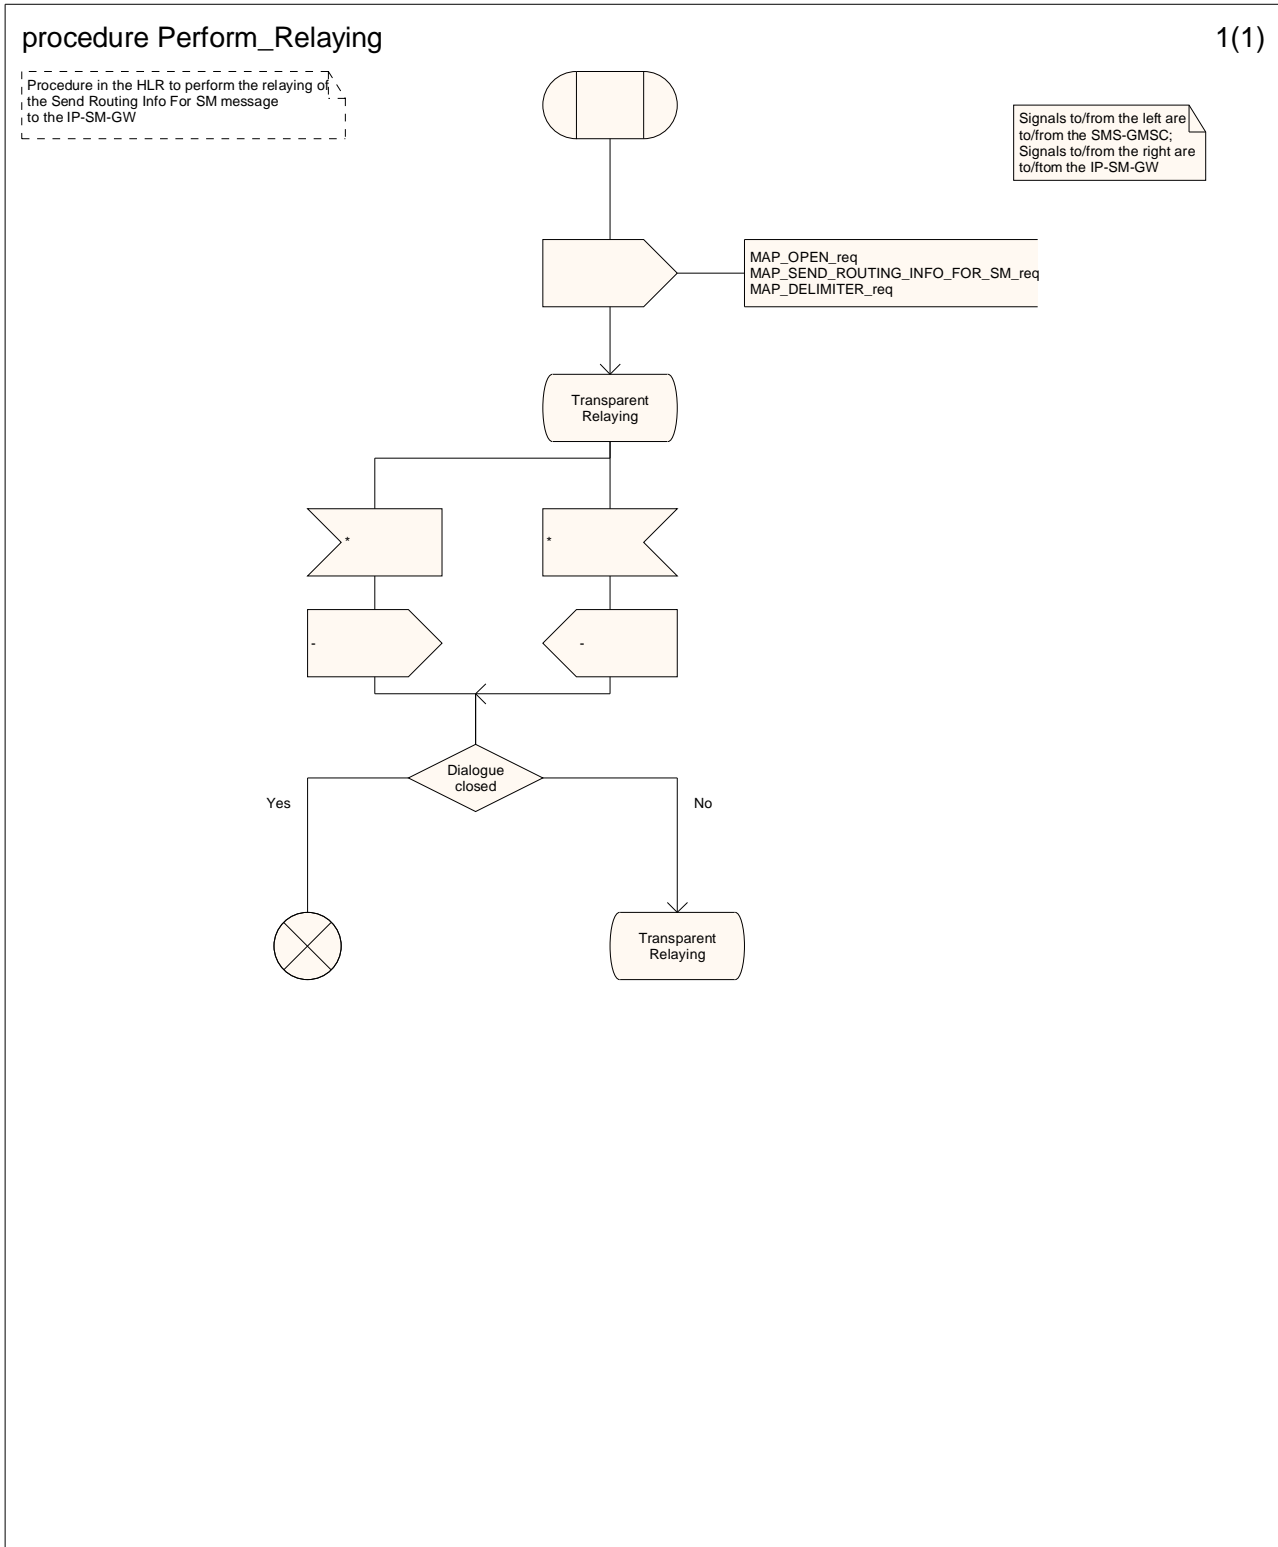 procedure Perform_Relaying
1(1)
Procedure in the HLR to perform the relaying of
the Send Routing Info For SM message
to the IP-SM-GW
Signals to/from the left are
to/from the SMS-GMSC;
Signals to/from the right are
to/ftom the IP-SM-GW
MAP_OPEN_req
MAP_SEND_ROUTING_INFO_FOR_SM_req
MAP_DELIMITER_req
Transparent
Relaying
*
*
-
-
Dialogue
closed
Yes
No
Transparent
Relaying